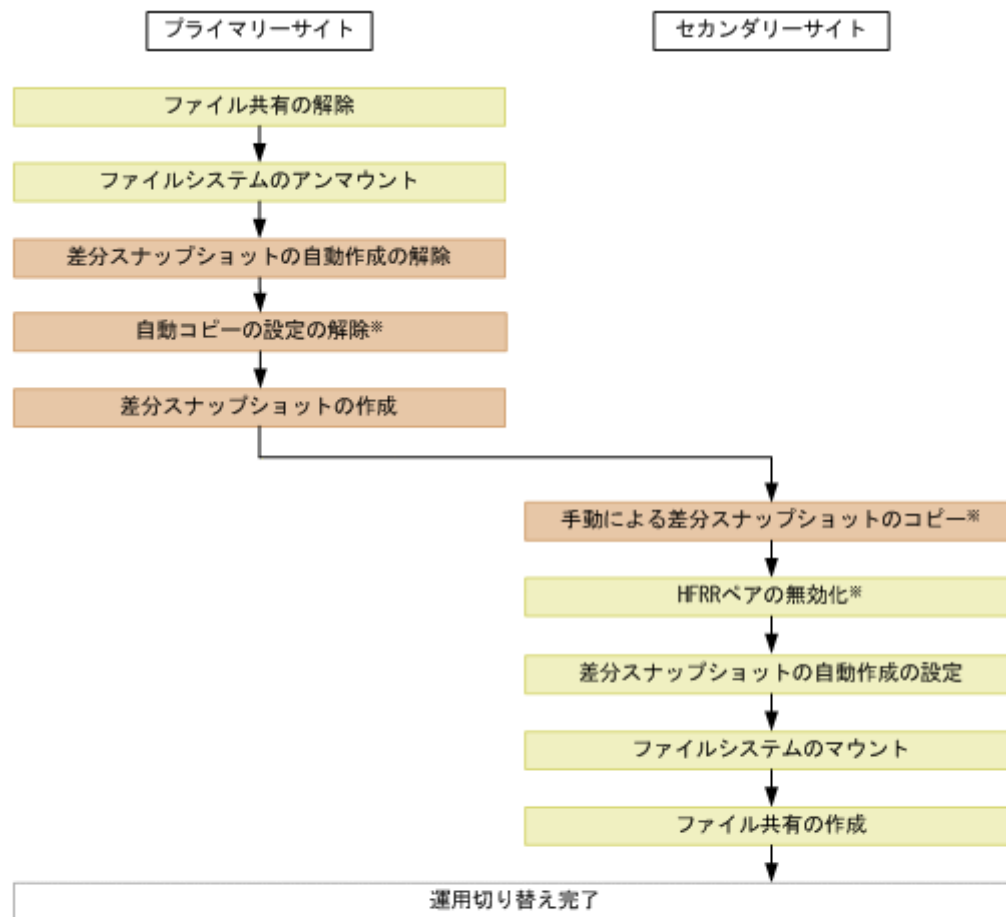 プライマリーサイト
セカンダリーサイト
ファイル共有の解除
ファイルシステムのアンマウント
差分スナップショットの自動作成の解除
自動コピーの設定の解除※
差分スナップショットの作成
手動による差分スナップショットのコピー※
HFRRペアの無効化※
差分スナップショットの自動作成の設定
ファイルシステムのマウント
ファイル共有の作成
運用切り替え完了